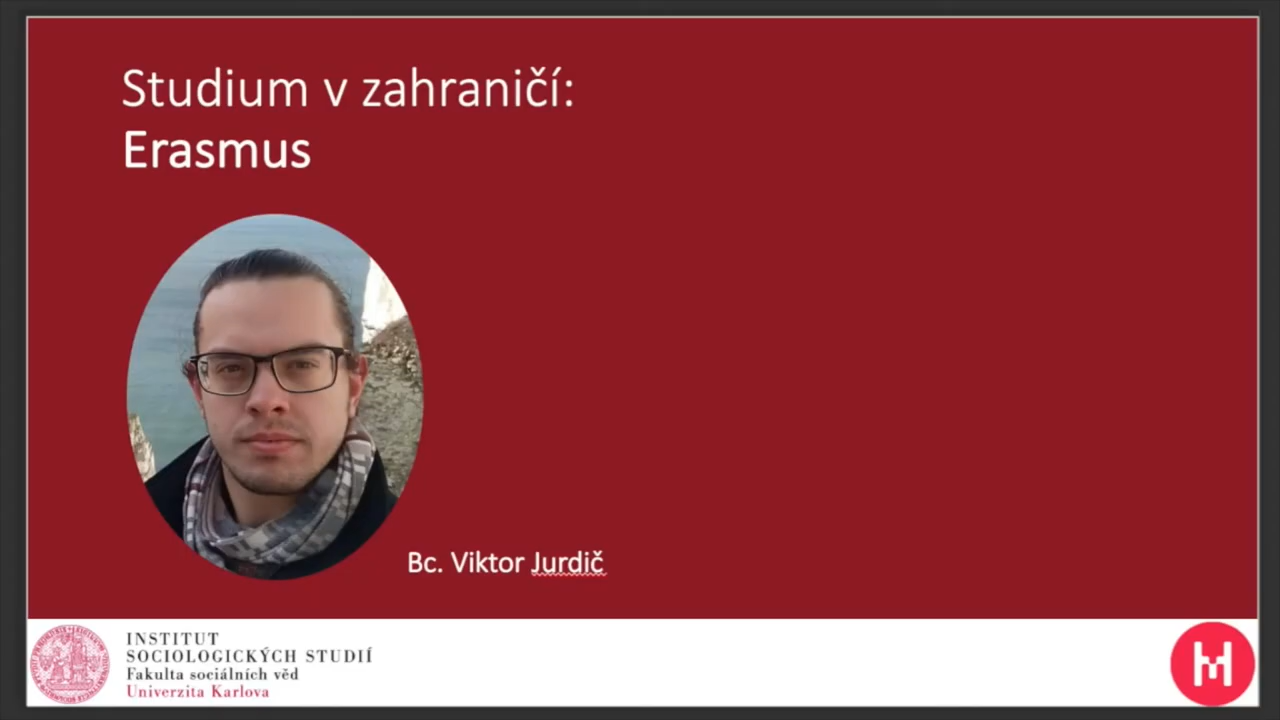 Studium v zahraničí:
Erasmus
Bc. Viktor Jurdič
INSTITUT
SOCIOLOGICKÝCH STUDIÍ
Fakulta sociálních věd
Univerzita Karlova
M